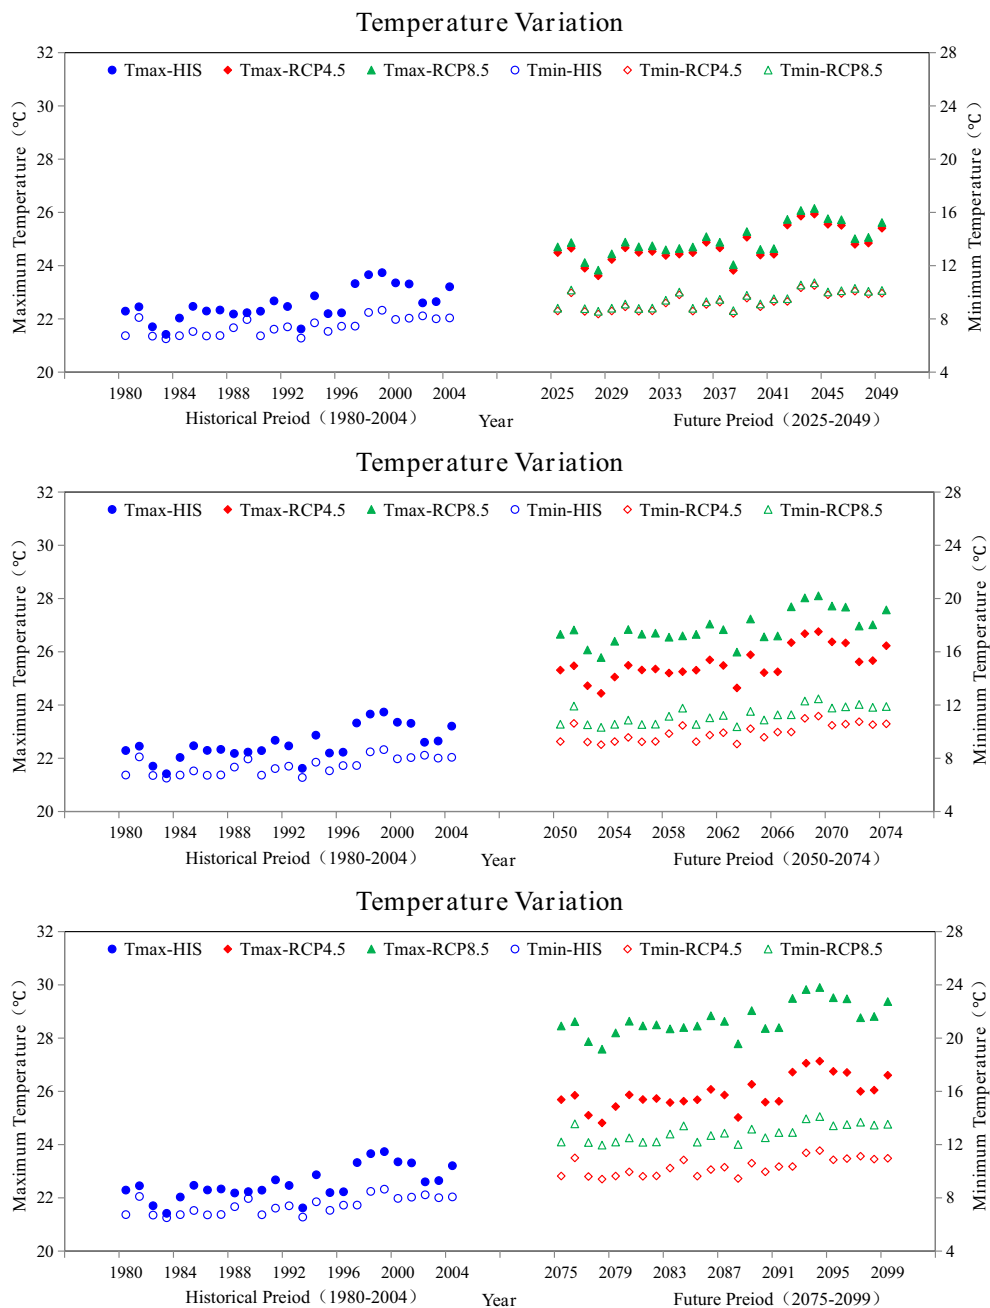 Temperature Variation
32 28
Tmax-HIS Tmax-RCP4.5 Tmax-RCP8.5 Tmin-HIS Tmin-RCP4.5 Tmin-RCP8.5
30 24
28 20
26 16
24 12
22 8
20 4
Maximum Temperature（℃）
Minimum Temperature（℃）
1980 1984 1988 1992 1996 2000 2004 2025 2029 2033 2037 2041 2045 2049
Historical Preiod（1980-2004） Year Future Preiod（2025-2049）
Temperature Variation
32 28
Tmax-HIS Tmax-RCP4.5 Tmax-RCP8.5 Tmin-HIS Tmin-RCP4.5 Tmin-RCP8.5
30 24
28 20
26 16
24 12
22 8
20 4
Maximum Temperature（℃）
Minimum Temperature（℃）
1980 1984 1988 1992 1996 2000 2004 2050 2054 2058 2062 2066 2070 2074
Historical Preiod（1980-2004） Year Future Preiod（2050-2074）
Temperature Variation
32 28
Tmax-HIS Tmax-RCP4.5 Tmax-RCP8.5 Tmin-HIS Tmin-RCP4.5 Tmin-RCP8.5
30 24
28 20
26 16
24 12
22 8
20 4
Maximum Temperature（℃）
Minimum Temperature（℃）
1980 1984 1988 1992 1996 2000 2004 2075 2079 2083 2087 2091 2095 2099
Historical Preiod（1980-2004） Year Future Preiod（2075-2099）